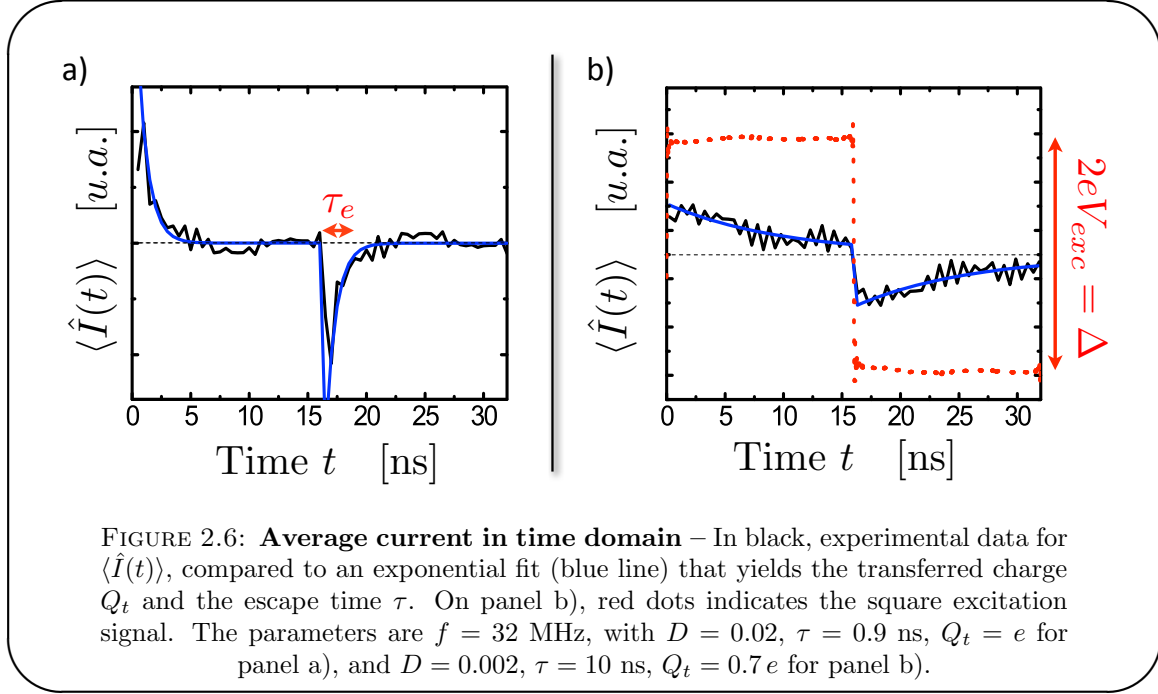 a)
b)
⟨Î(t)⟩ [u.a.]
τ_e
0 5 10 15 20 25 30
Time t [ns]
⟨Î(t)⟩ [u.a.]
2eV_exc = Δ
0 5 10 15 20 25 30
Time t [ns]
FIGURE 2.6: Average current in time domain – In black, experimental data for
⟨Î(t)⟩, compared to an exponential fit (blue line) that yields the transferred charge
Q_t and the escape time τ. On panel b), red dots indicates the square excitation
signal. The parameters are f = 32 MHz, with D = 0.02, τ = 0.9 ns, Q_t = e for
panel a), and D = 0.002, τ = 10 ns, Q_t = 0.7 e for panel b).